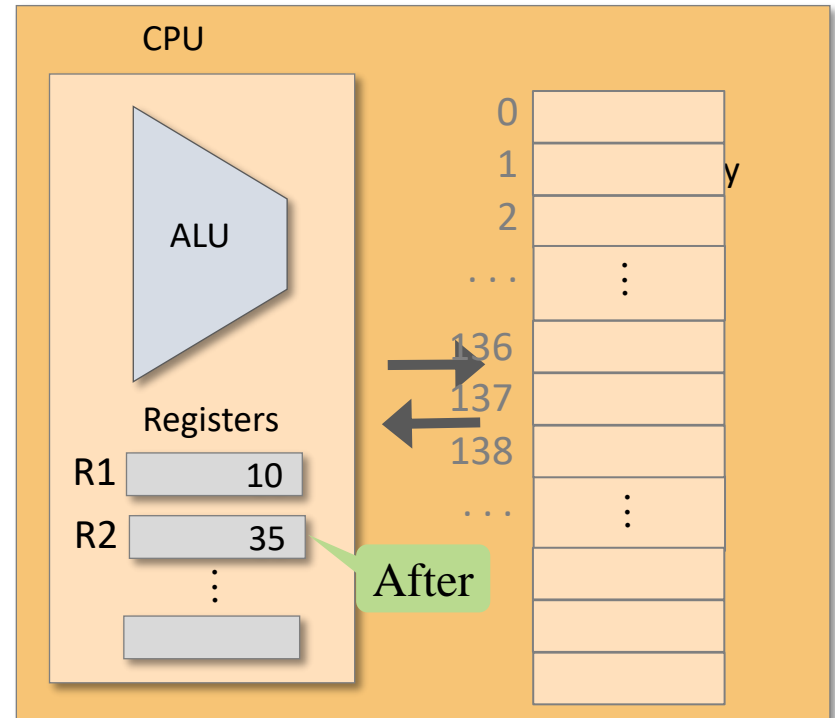 CPU
ALU
Registers
R1 10
R2 35
⋮
After
0
1
y
2
. . . ⋮
136
137
138
. . . ⋮